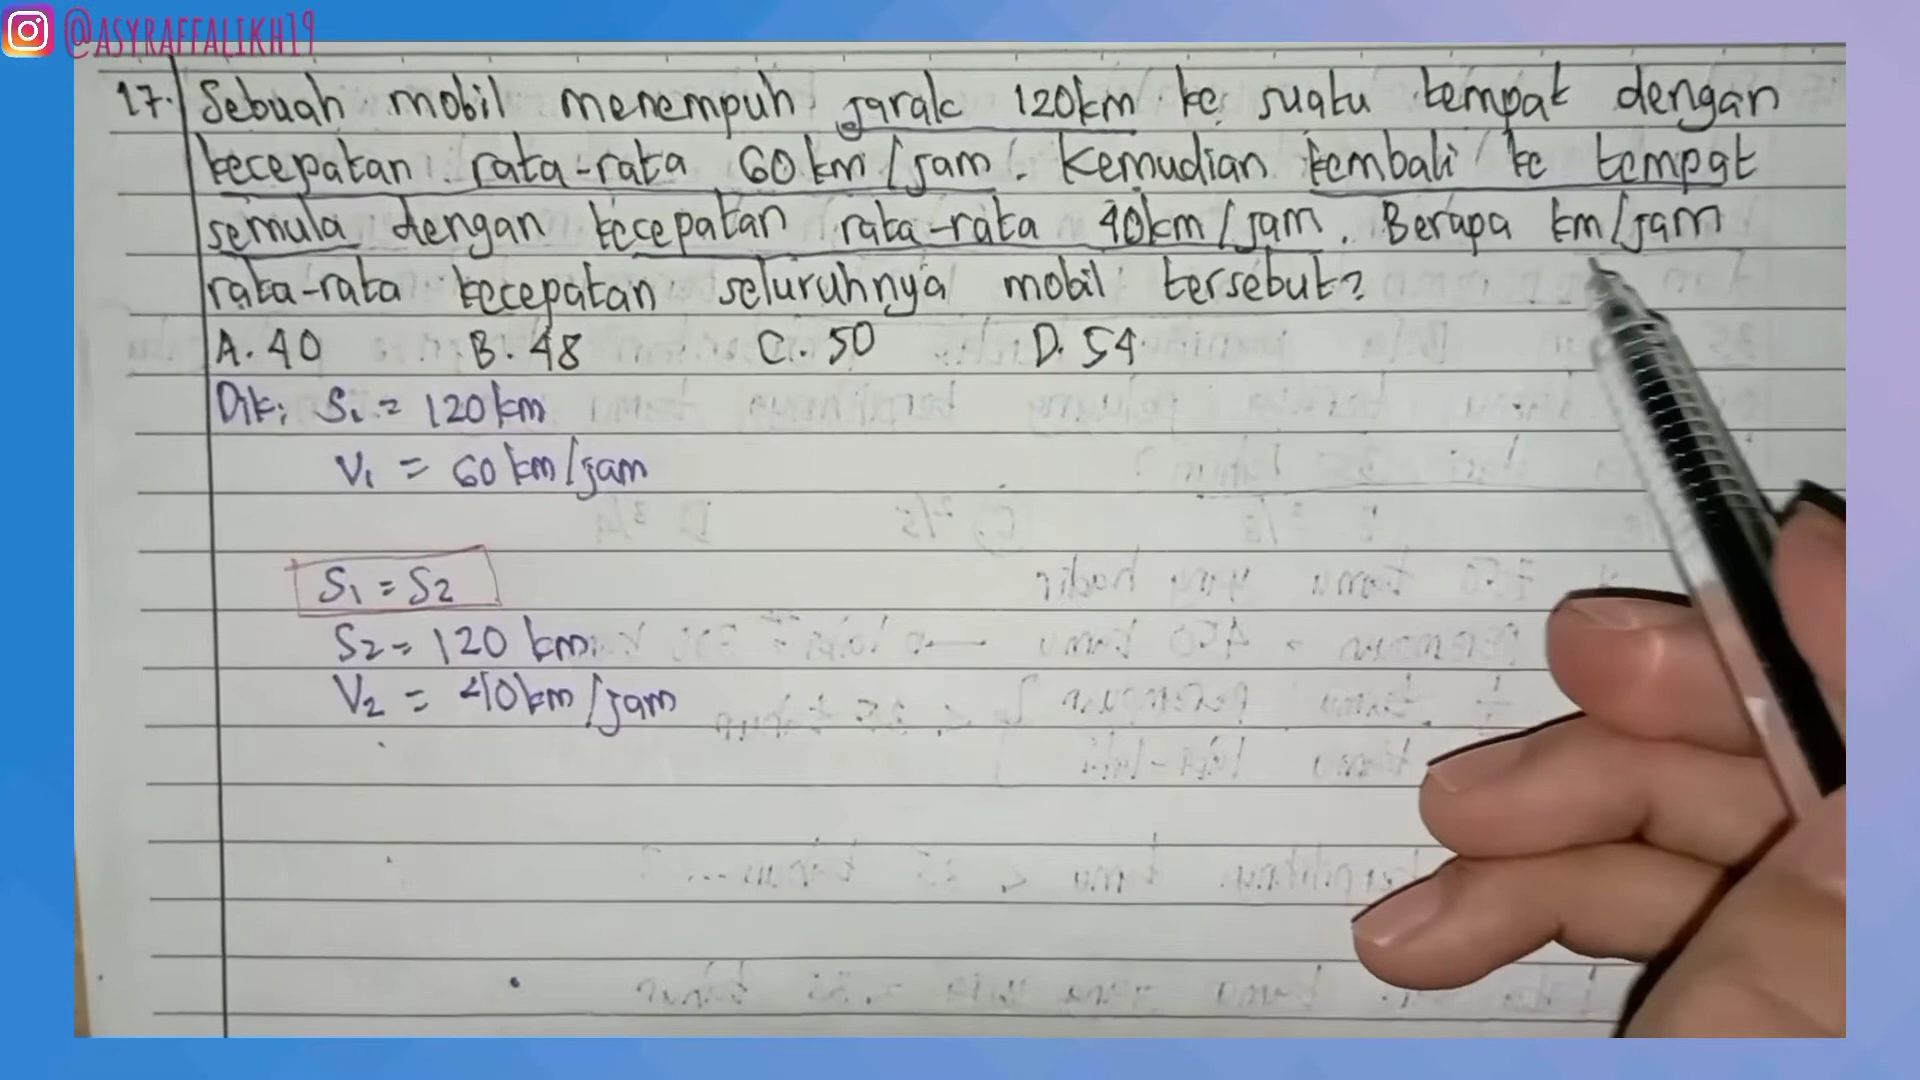 @ASYRAFFALIKH19
17. Sebuah mobil menempuh jarak 120km ke suatu tempat dengan
kecepatan rata-rata 60 km/jam. Kemudian kembali ke tempat
semula dengan kecepatan rata-rata 40km/jam. Berapa km/jam
rata-rata kecepatan seluruhnya mobil tersebut?
A. 40 B. 48 C. 50 D. 54
Dik: S₁ = 120 km
V₁ = 60 km/jam
S₁ = S₂
S₂ = 120 km
V₂ = 40km/jam